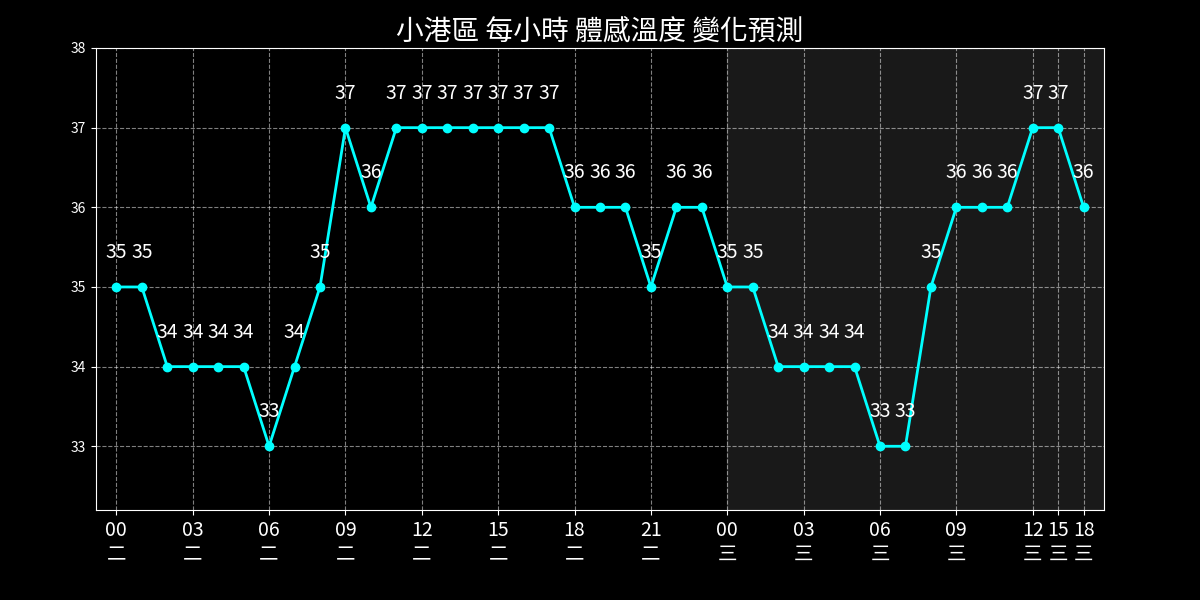 小港區 每小時 體感溫度 變化預測
38
37 37 37 37 37 37 37 37 37 37
37
36 36 36 36 36 36 36 36 36 36
36
35 35 35 35 35 35 35
35
34 34 34 34 34 34 34 34 34
34
33 33 33
33
00 03 06 09 12 15 18 21 00 03 06 09 12 15 18
二 二 二 二 二 二 二 二 三 三 三 三 三 三 三